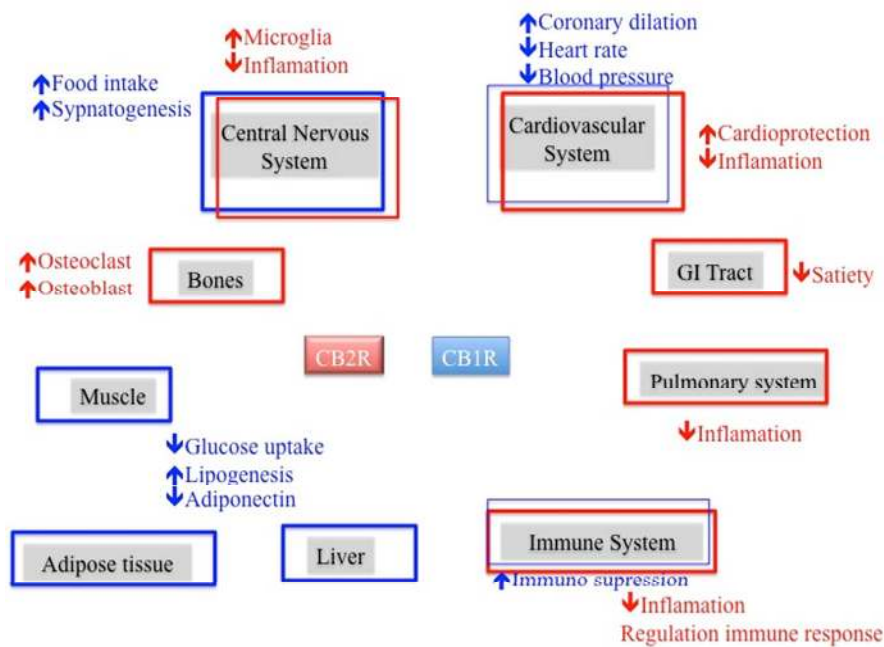 Microglia
Inflamation
Food intake
Sypnatogenesis
Central Nervous
System
Coronary dilation
Heart rate
Blood pressure
Cardiovascular
System
Cardioprotection
Inflamation
Osteoclast
Osteoblast
Bones
GI Tract
Satiety
CB2R
CB1R
Muscle
Pulmonary system
Glucose uptake
Lipogenesis
Adiponectin
Inflamation
Adipose tissue
Liver
Immune System
Immuno supression
Inflamation
Regulation immune response